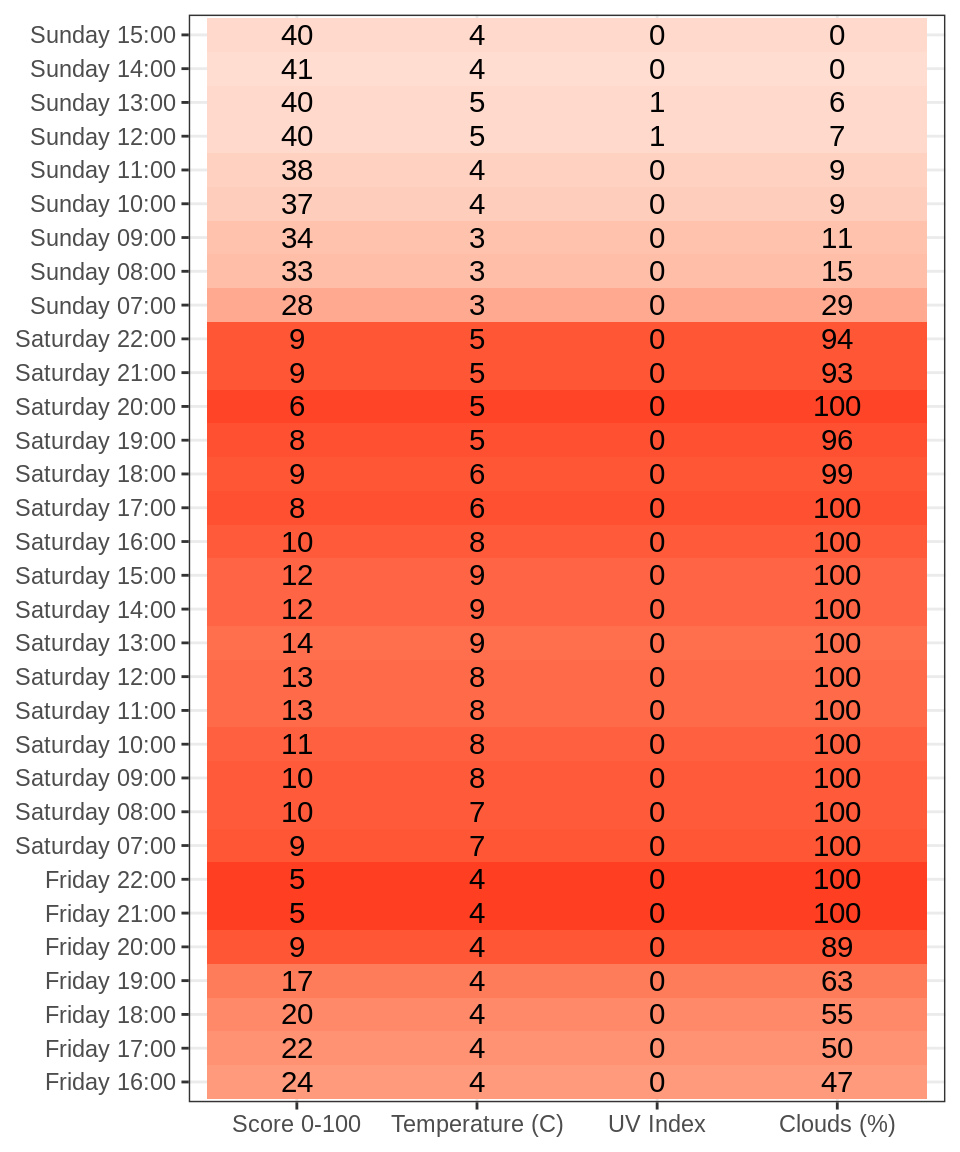 Sunday 15:00 40 4 0 0
Sunday 14:00 41 4 0 0
Sunday 13:00 40 5 1 6
Sunday 12:00 40 5 1 7
Sunday 11:00 38 4 0 9
Sunday 10:00 37 4 0 9
Sunday 09:00 34 3 0 11
Sunday 08:00 33 3 0 15
Sunday 07:00 28 3 0 29
Saturday 22:00 9 5 0 94
Saturday 21:00 9 5 0 93
Saturday 20:00 6 5 0 100
Saturday 19:00 8 5 0 96
Saturday 18:00 9 6 0 99
Saturday 17:00 8 6 0 100
Saturday 16:00 10 8 0 100
Saturday 15:00 12 9 0 100
Saturday 14:00 12 9 0 100
Saturday 13:00 14 9 0 100
Saturday 12:00 13 8 0 100
Saturday 11:00 13 8 0 100
Saturday 10:00 11 8 0 100
Saturday 09:00 10 8 0 100
Saturday 08:00 10 7 0 100
Saturday 07:00 9 7 0 100
Friday 22:00 5 4 0 100
Friday 21:00 5 4 0 100
Friday 20:00 9 4 0 89
Friday 19:00 17 4 0 63
Friday 18:00 20 4 0 55
Friday 17:00 22 4 0 50
Friday 16:00 24 4 0 47
Score 0-100 Temperature (C) UV Index Clouds (%)